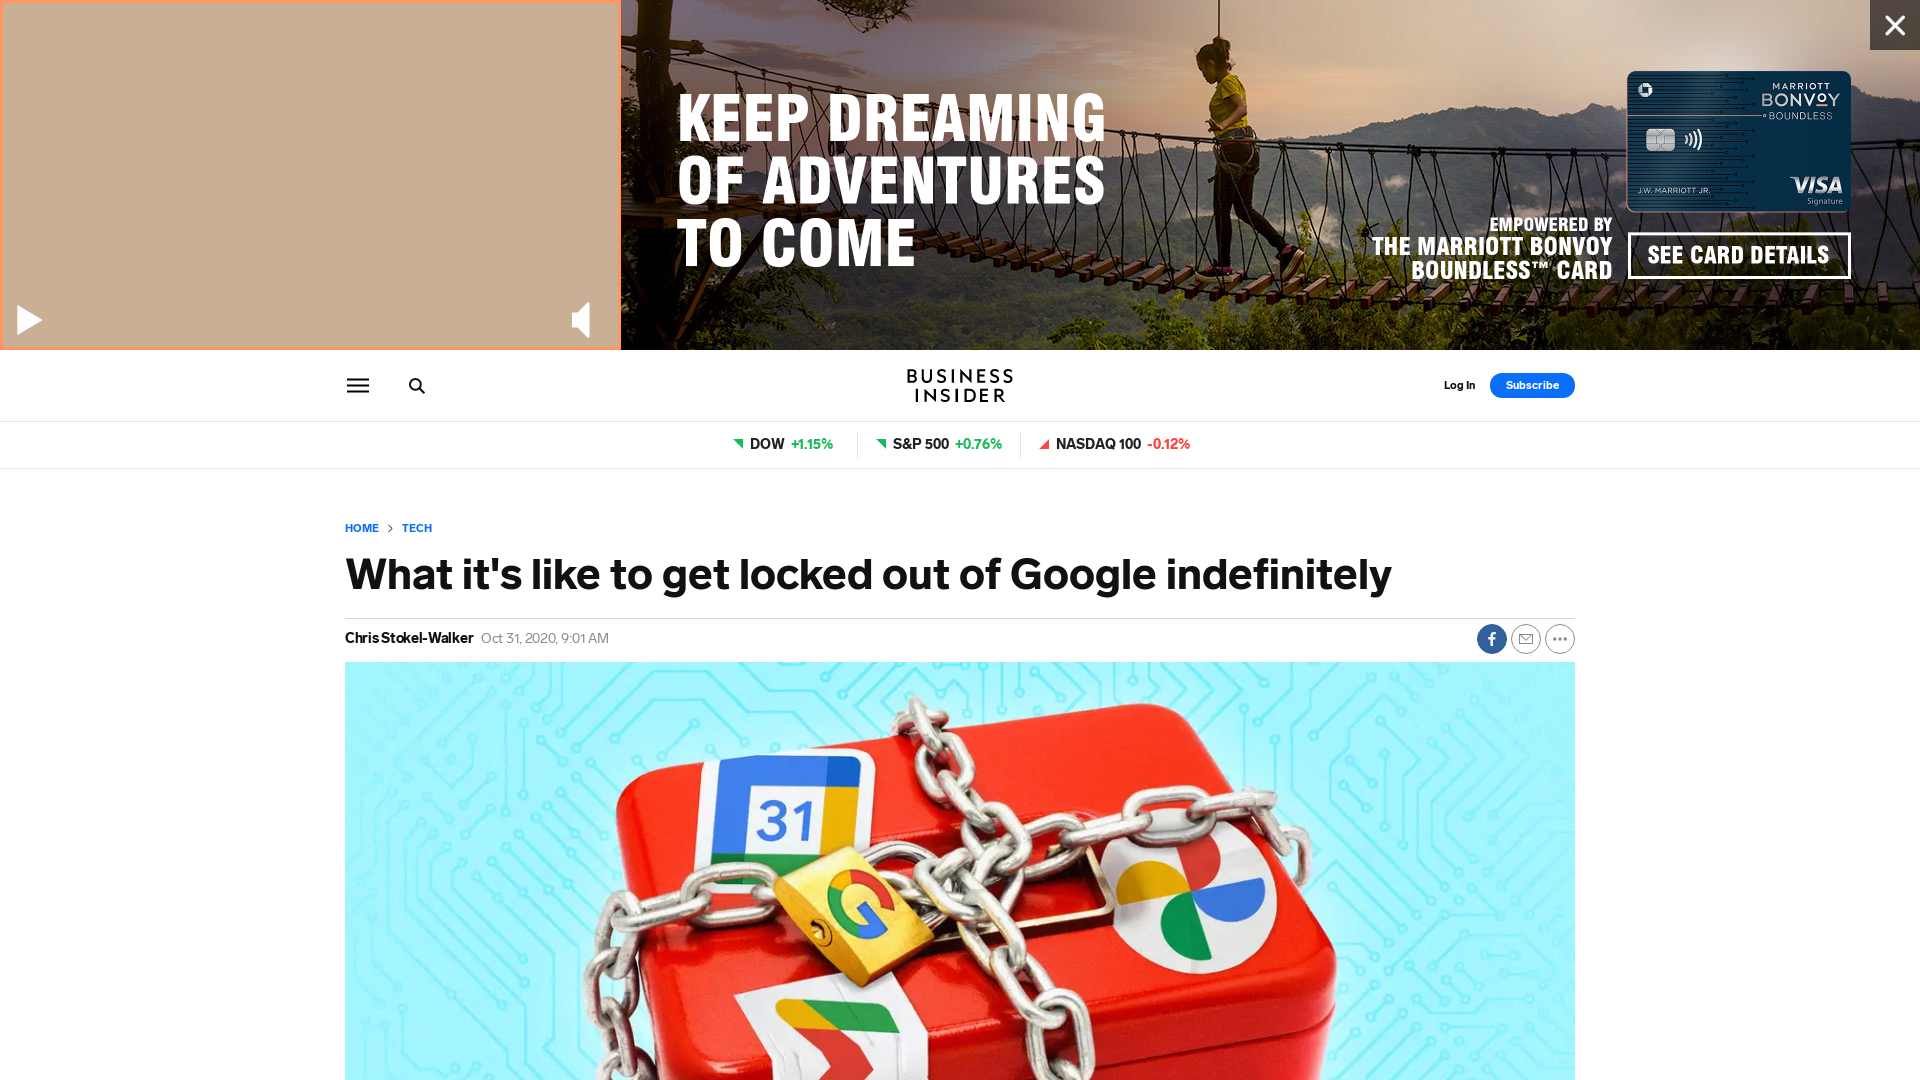 KEEP DREAMING
OF ADVENTURES
TO COME
MARRIOTT
BONVOY
BOUNDLESS
J.W. MARRIOTT JR.
VISA
Signature
EMPOWERED BY
THE MARRIOTT BONVOY
BOUNDLESS™ CARD
SEE CARD DETAILS
BUSINESS
INSIDER
Log In
Subscribe
DOW +1.15%
S&P 500 +0.76%
NASDAQ 100 -0.12%
HOME > TECH
What it's like to get locked out of Google indefinitely
Chris Stokel-Walker Oct 31, 2020, 9:01 AM
f
31
G